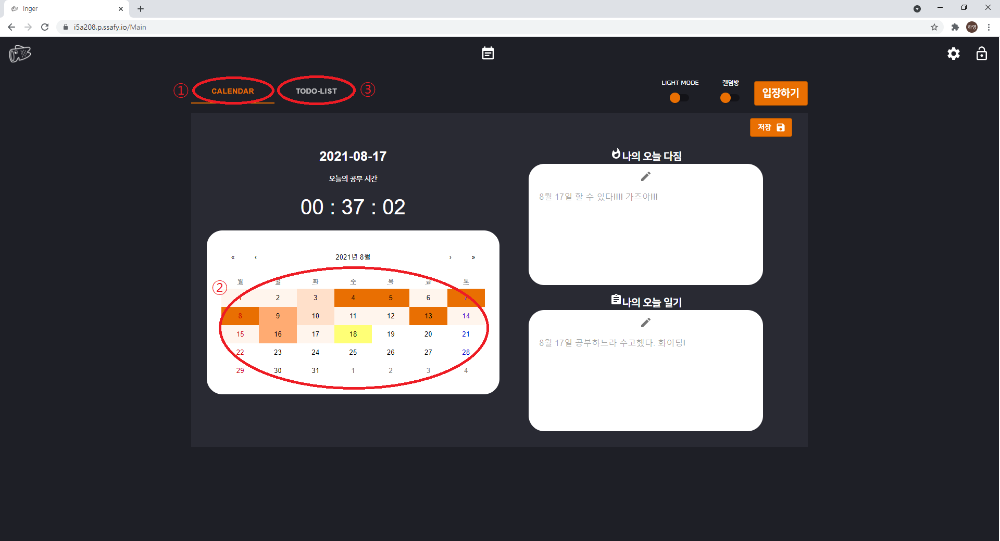 Inger
i5a208.p.ssafy.io/Main
하영
① CALENDAR
TODO-LIST ③
LIGHT MODE
랜덤방
입장하기
저장
2021-08-17
오늘의 공부 시간
00 : 37 : 02
« ‹ 2021년 8월 › »
②
일 월 화 수 목 금 토
1 2 3 4 5 6 7
8 9 10 11 12 13 14
15 16 17 18 19 20 21
22 23 24 25 26 27 28
29 30 31 1 2 3 4
나의 오늘 다짐
8월 17일 할 수 있다!!!! 가즈아!!!
나의 오늘 일기
8월 17일 공부하느라 수고했다. 화이팅!